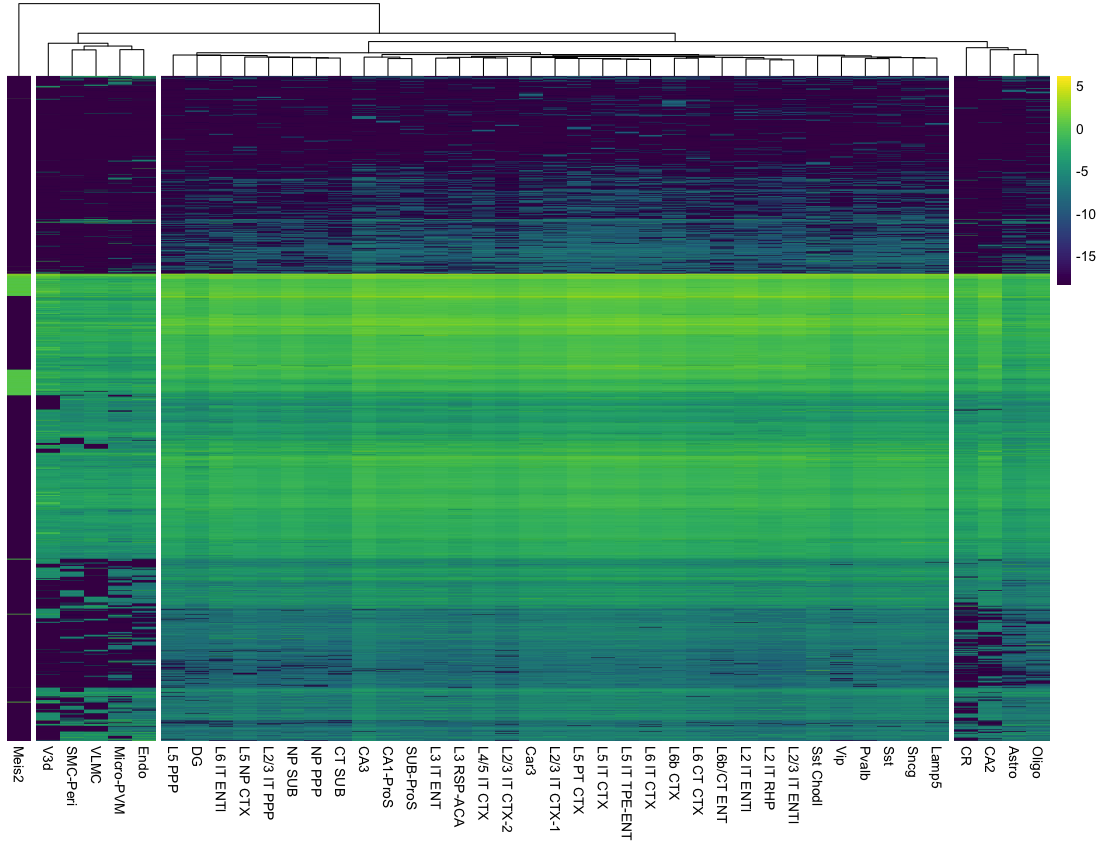 5
0
-5
-10
-15
Meis2
V3d
SMC-Peri
VLMC
Micro-PVM
Endo
L5 PPP
DG
L6 IT ENTl
L5 NP CTX
L2/3 IT PPP
NP SUB
NP PPP
CT SUB
CA3
CA1-ProS
SUB-ProS
L3 IT ENT
L3 RSP-ACA
L4/5 IT CTX
L2/3 IT CTX-2
Car3
L2/3 IT CTX-1
L5 PT CTX
L5 IT CTX
L5 IT TPE-ENT
L6 IT CTX
L6b CTX
L6 CT CTX
L6b/CT ENT
L2 IT ENTl
L2 IT RHP
L2/3 IT ENTl
Sst Chodl
Vip
Pvalb
Sst
Sncg
Lamp5
CR
CA2
Astro
Oligo